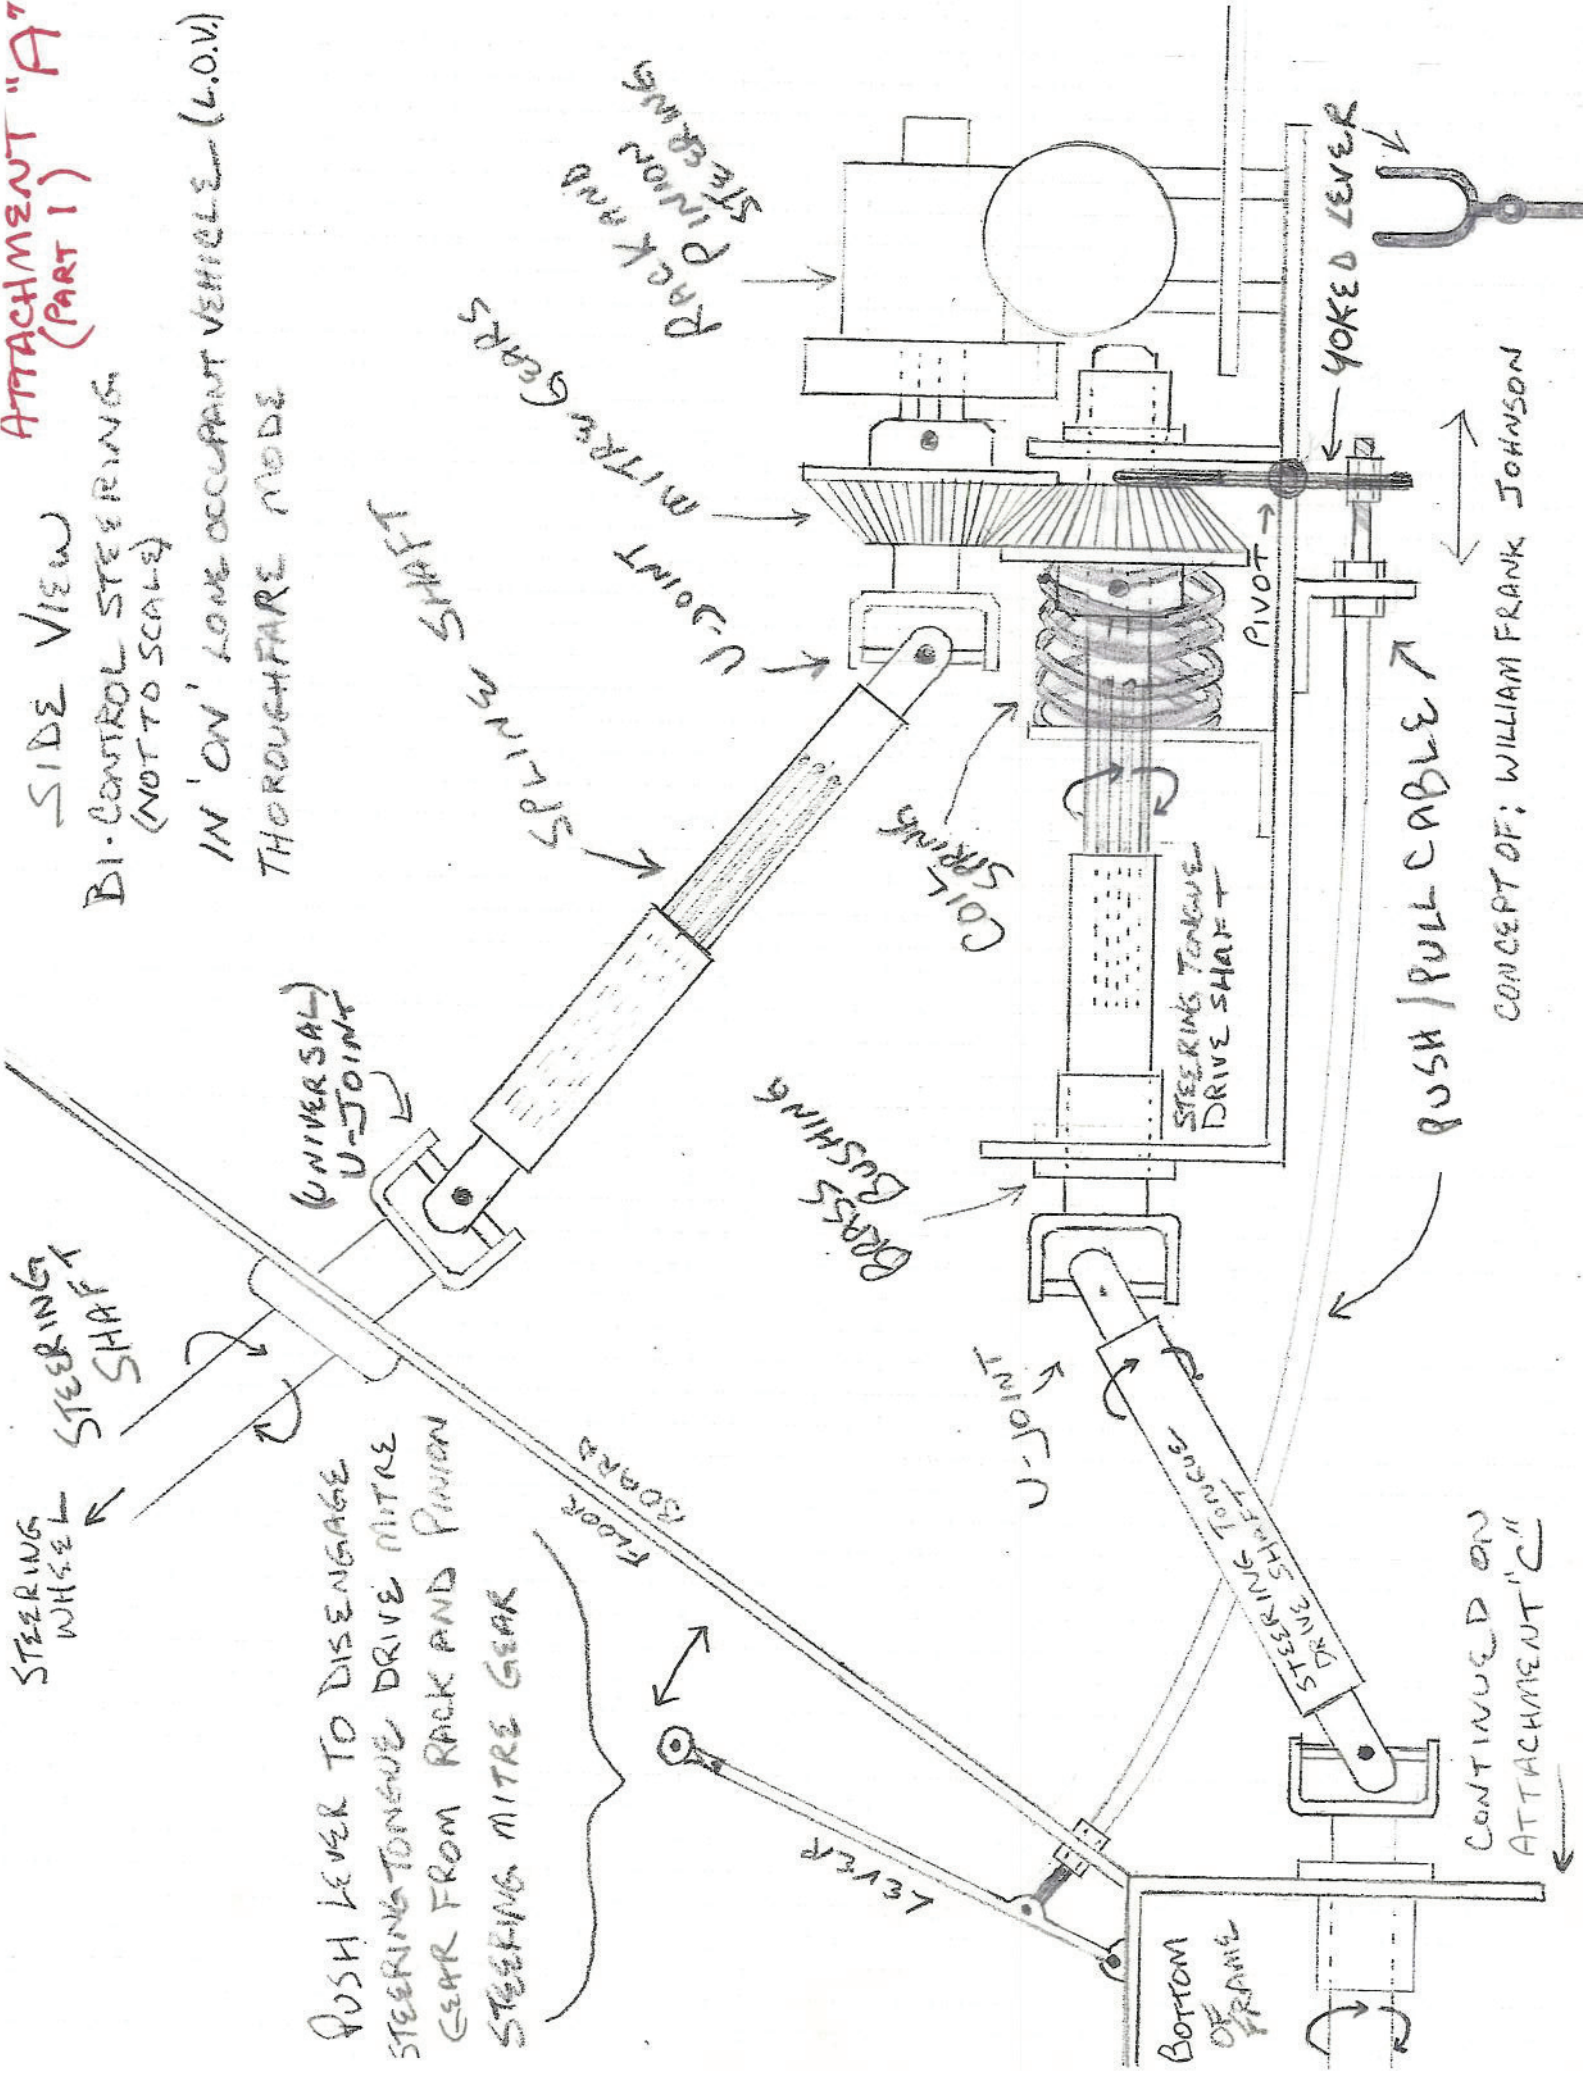 ATTACHMENT "A"
(PART 1)
SIDE VIEW
BI-CONTROL STEERING
(NOT TO SCALE)
IN 'ON' LONG OCCUPANT VEHICLE (L.O.V.)
THOROUGHFARE MODE
STEERING
WHEEL
STEERING
SHAFT
(UNIVERSAL)
U-JOINT
SPLINE SHAFT
U-JOINT
MITRE GEARS
RACK AND
PINION
STEERING
PUSH LEVER TO DISENGAGE
STEERING TONGUE DRIVE MITRE
GEAR FROM RACK AND PINION
STEERING MITRE GEAR
FLOOR
BOARD
LEVER
BRASS
BUSHING
COIL
SPRING
STEERING TONGUE
DRIVE SHAFT
PIVOT
YOKED LEVER
U-JOINT
STEERING TONGUE
DRIVE SHAFT
PUSH/PULL CABLE
BOTTOM
OF
FRAME
CONTINUED ON
ATTACHMENT "C"
CONCEPT OF: WILLIAM FRANK JOHNSON